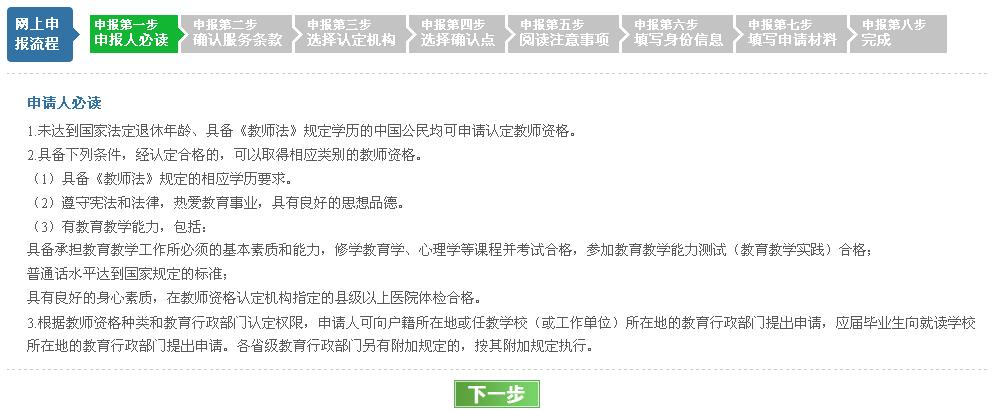 网上申
报流程
申报第一步
申报人必读
申报第二步
确认服务条款
申报第三步
选择认定机构
申报第四步
选择确认点
申报第五步
阅读注意事项
申报第六步
填写身份信息
申报第七步
填写申请材料
申报第八步
完成
申请人必读
1.未达到国家法定退休年龄、具备《教师法》规定学历的中国公民均可申请认定教师资格。
2.具备下列条件，经认定合格的，可以取得相应类别的教师资格。
（1）具备《教师法》规定的相应学历要求。
（2）遵守宪法和法律，热爱教育事业，具有良好的思想品德。
（3）有教育教学能力，包括：
具备承担教育教学工作所必须的基本素质和能力，修学教育学、心理学等课程并考试合格，参加教育教学能力测试（教育教学实践）合格；
普通话水平达到国家规定的标准；
具有良好的身心素质，在教师资格认定机构指定的县级以上医院体检合格。
3.根据教师资格种类和教育行政部门认定权限，申请人可向户籍所在地或任教学校（或工作单位）所在地的教育行政部门提出申请，应届毕业生向就读学校
所在地的教育行政部门提出申请。各省级教育行政部门另有附加规定的，按其附加规定执行。
下一步